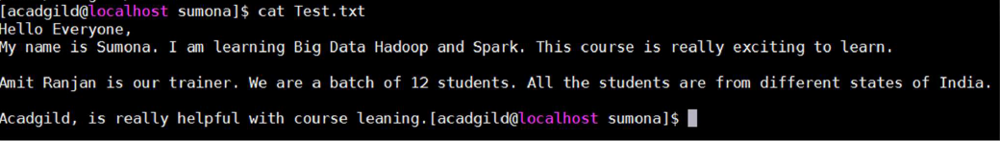 [acadgild@localhost sumona]$ cat Test.txt
Hello Everyone,
My name is Sumona. I am learning Big Data Hadoop and Spark. This course is really exciting to learn.
Amit Ranjan is our trainer. We are a batch of 12 students. All the students are from different states of India.
Acadgild, is really helpful with course leaning.[acadgild@localhost sumona]$